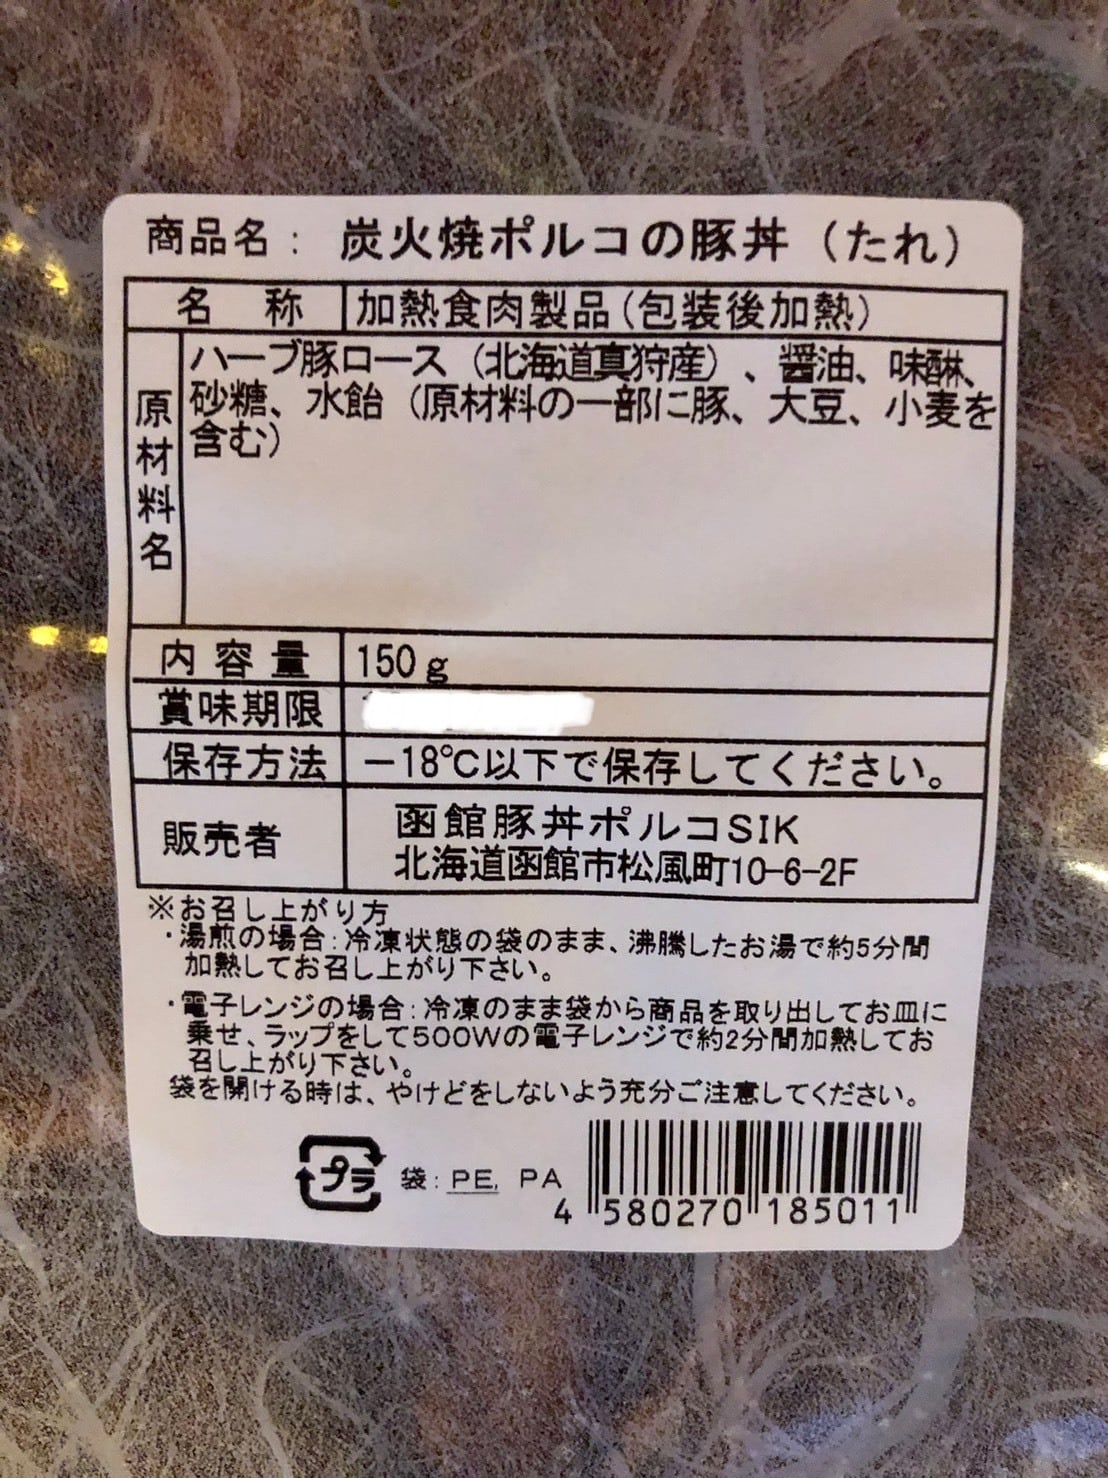 商品名： 炭火焼ポルコの豚丼（たれ）
名 称 加熱食肉製品（包装後加熱）
原材料名 ハーブ豚ロース（北海道真狩産）、醤油、味醂、
砂糖、水飴（原材料の一部に豚、大豆、小麦を
含む）
内容量 150ｇ
賞味期限
保存方法 －18℃以下で保存してください。
販売者 函館豚丼ポルコSIK
北海道函館市松風町10-6-2F
※お召し上がり方
・湯煎の場合：冷凍状態の袋のまま、沸騰したお湯で約5分間
加熱してお召し上がり下さい。
・電子レンジの場合：冷凍のまま袋から商品を取り出してお皿に
乗せ、ラップをして500Wの電子レンジで約2分間加熱してお
召し上がり下さい。
袋を開ける時は、やけどをしないよう充分ご注意してください。
プラ 袋：PE, PA
4 580270 185011